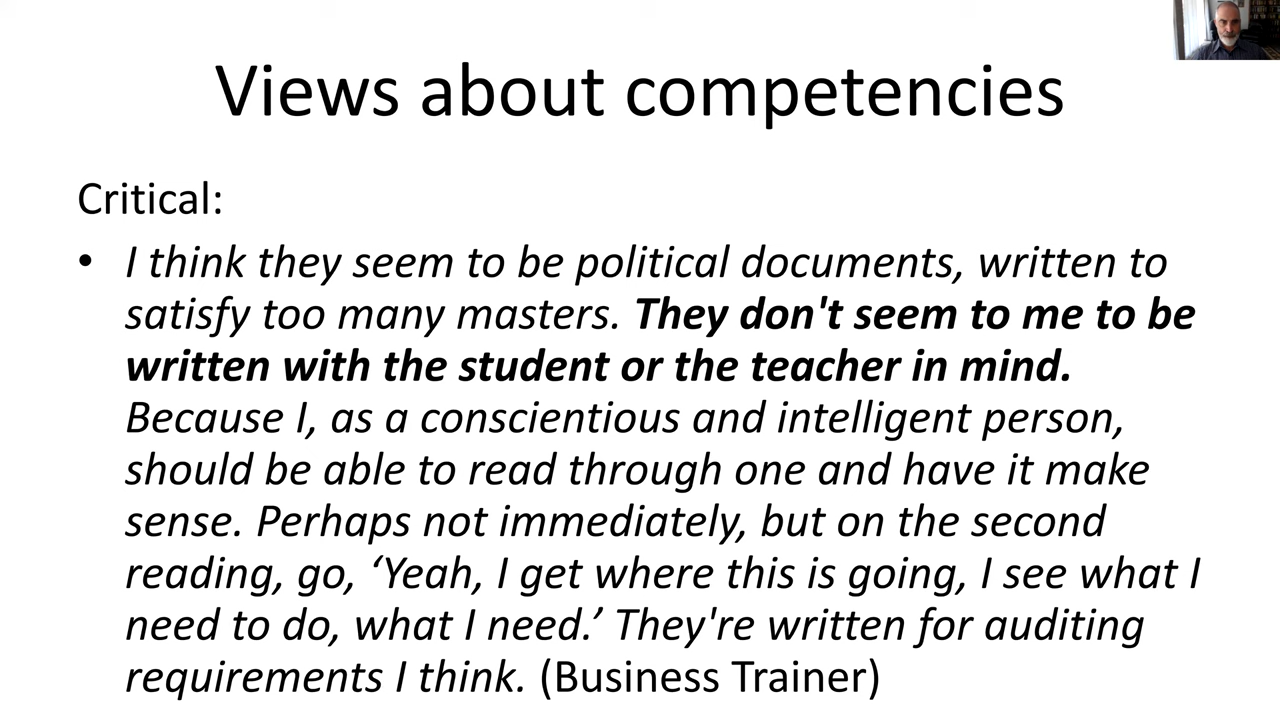 Views about competencies
Critical:
• I think they seem to be political documents, written to
satisfy too many masters. They don't seem to me to be
written with the student or the teacher in mind.
Because I, as a conscientious and intelligent person,
should be able to read through one and have it make
sense. Perhaps not immediately, but on the second
reading, go, ‘Yeah, I get where this is going, I see what I
need to do, what I need.’ They're written for auditing
requirements I think. (Business Trainer)